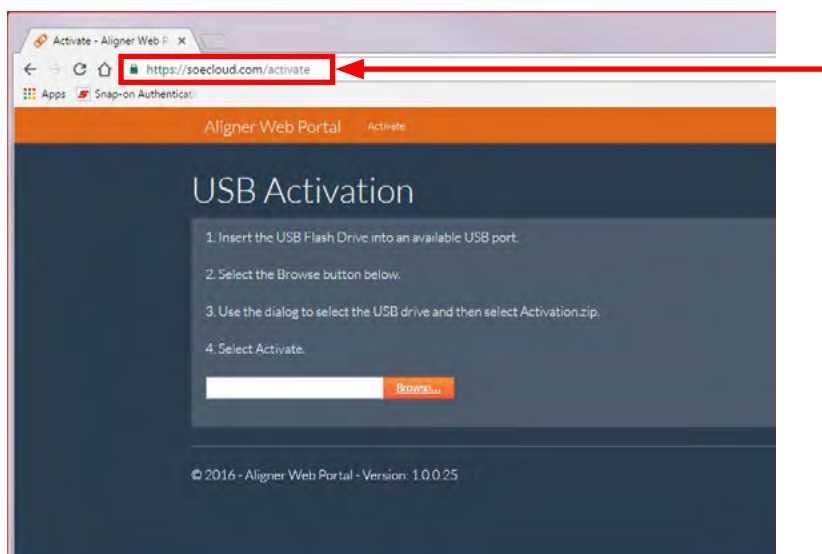 Activate - Aligner Web P
https://soecloud.com/activate
Apps Snap-on Authenticat
Aligner Web Portal Activate
USB Activation
1. Insert the USB Flash Drive into an available USB port.
2. Select the Browse button below.
3. Use the dialog to select the USB drive and then select Activation.zip.
4. Select Activate.
Browse...
© 2016 - Aligner Web Portal - Version: 1.0.0.25